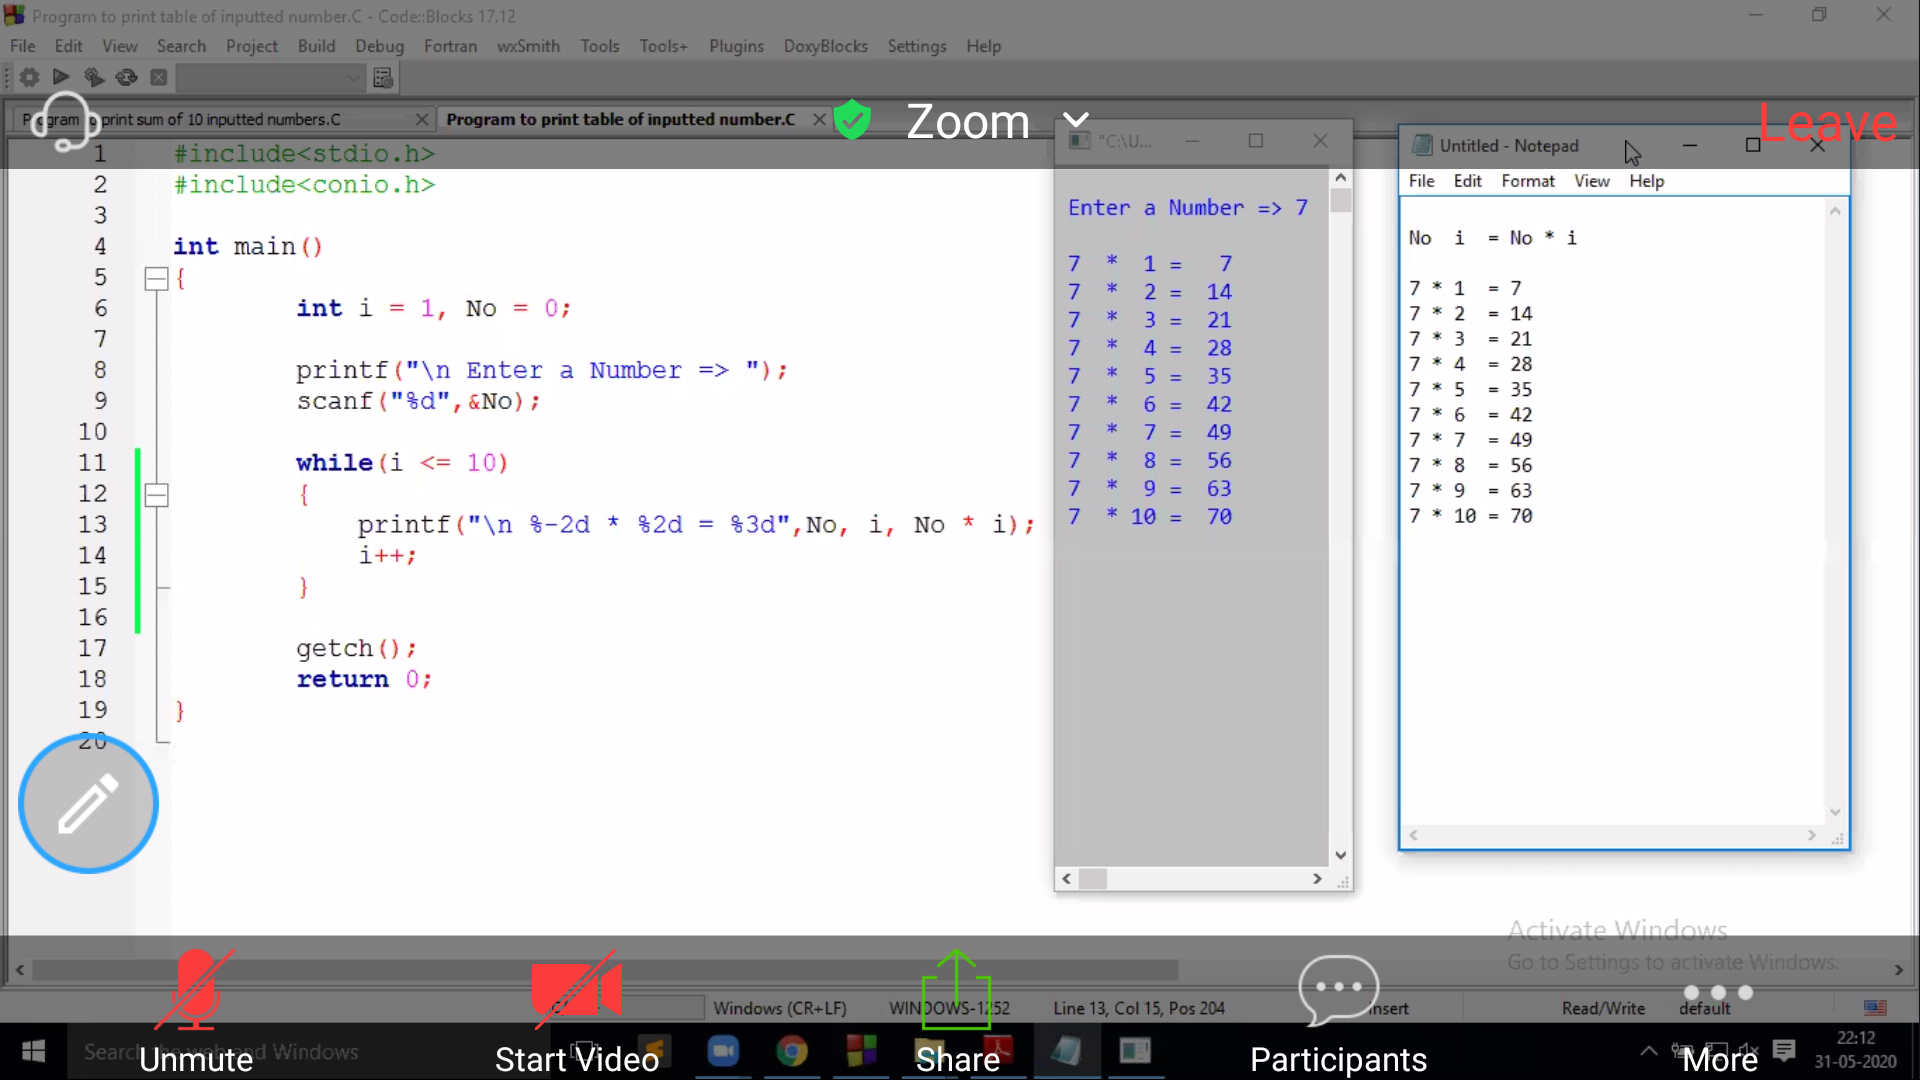 Program to print table of inputted number.C - Code::Blocks 17.12
File Edit View Search Project Build Debug Fortran wxSmith Tools Tools+ Plugins DoxyBlocks Settings Help
print sum of 10 inputted numbers.C
Program to print table of inputted number.C
Zoom
Leave
1 #include<stdio.h>
2 #include<conio.h>
3
4 int main()
5 {
6 int i = 1, No = 0;
7
8 printf("\n Enter a Number => ");
9 scanf("%d",&No);
10
11 while(i <= 10)
12 {
13 printf("\n %-2d * %2d = %3d",No, i, No * i);
14 i++;
15 }
16
17 getch();
18 return 0;
19 }
20
"C:\U...
Enter a Number => 7
7 * 1 = 7
7 * 2 = 14
7 * 3 = 21
7 * 4 = 28
7 * 5 = 35
7 * 6 = 42
7 * 7 = 49
7 * 8 = 56
7 * 9 = 63
7 * 10 = 70
Untitled - Notepad
File Edit Format View Help
No i = No * i
7 * 1 = 7
7 * 2 = 14
7 * 3 = 21
7 * 4 = 28
7 * 5 = 35
7 * 6 = 42
7 * 7 = 49
7 * 8 = 56
7 * 9 = 63
7 * 10 = 70
Activate Windows
Go to Settings to activate Windows.
Windows (CR+LF) WINDOWS-1252 Line 13, Col 15, Pos 204 Insert Read/Write default
Search the web and Windows
Unmute
Start Video
Share
Participants
More
22:12
31-05-2020